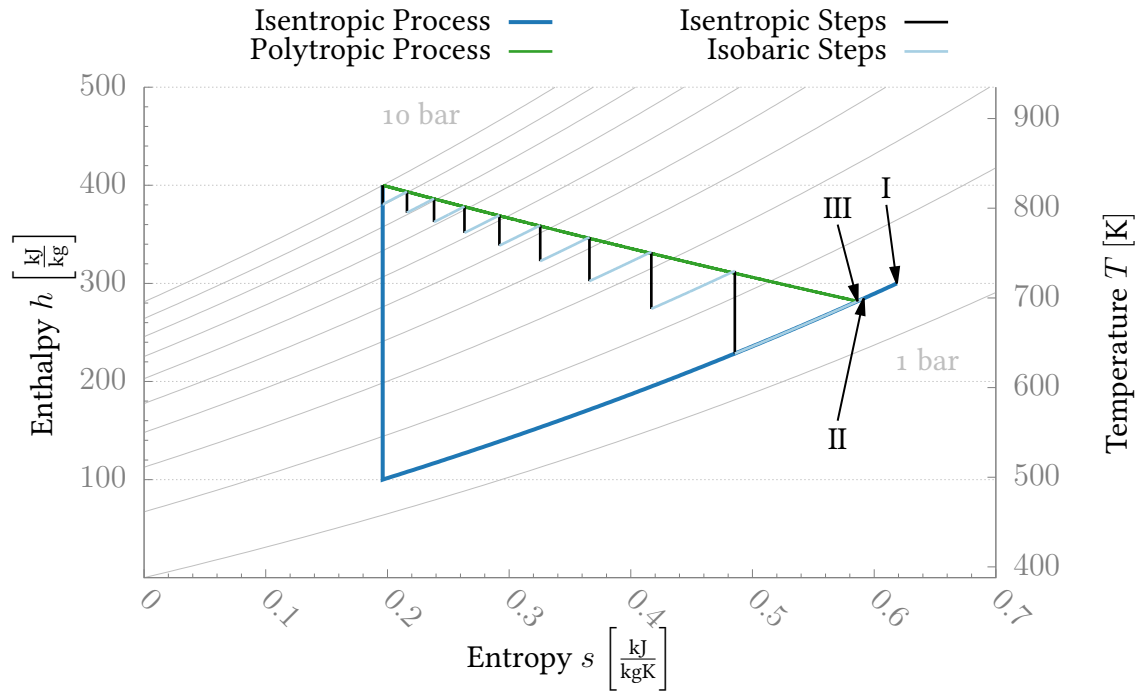 Isentropic Process
Isentropic Steps
Polytropic Process
Isobaric Steps
500
400
300
200
100
Enthalpy h [kJ/kg]
10 bar
1 bar
I
III
II
900
800
700
600
500
400
Temperature T [K]
0
0.1
0.2
0.3
0.4
0.5
0.6
0.7
Entropy s [kJ/kgK]